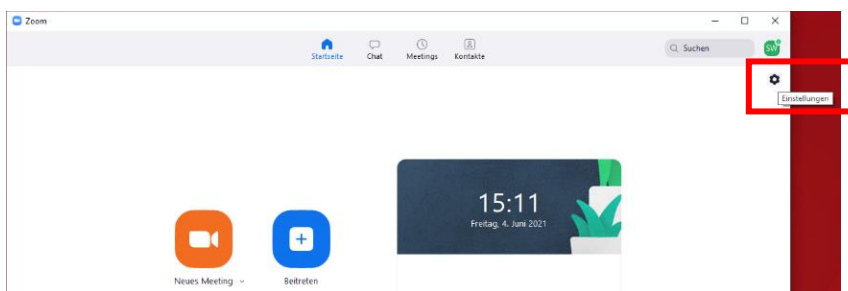 Zoom
Startseite
Chat
Meetings
Kontakte
Suchen
SW
Einstellungen
15:11
Freitag, 4. Juni 2021
Neues Meeting
Beitreten